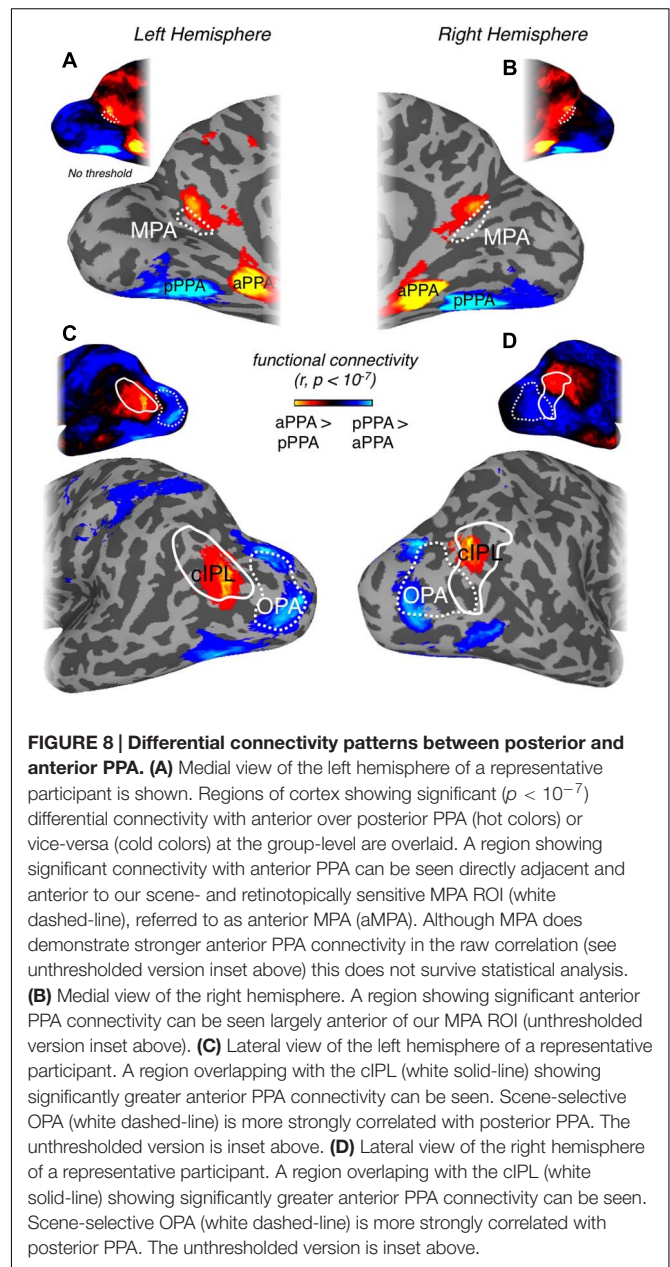 Left Hemisphere
Right Hemisphere
A
B
No threshold
MPA
MPA
pPPA
aPPA
aPPA
pPPA
C
D
functional connectivity
(r, p < 10⁻⁷)
aPPA >
pPPA
pPPA >
aPPA
cIPL
OPA
cIPL
OPA
FIGURE 8 | Differential connectivity patterns between posterior and
anterior PPA. (A) Medial view of the left hemisphere of a representative
participant is shown. Regions of cortex showing significant (p < 10⁻⁷)
differential connectivity with anterior over posterior PPA (hot colors) or
vice-versa (cold colors) at the group-level are overlaid. A region showing
significant connectivity with anterior PPA can be seen directly adjacent and
anterior to our scene- and retinotopically sensitive MPA ROI (white
dashed-line), referred to as anterior MPA (aMPA). Although MPA does
demonstrate stronger anterior PPA connectivity in the raw correlation (see
unthresholded version inset above) this does not survive statistical analysis.
(B) Medial view of the right hemisphere. A region showing significant anterior
PPA connectivity can be seen largely anterior of our MPA ROI (unthresholded
version inset above). (C) Lateral view of the left hemisphere of a representative
participant. A region overlapping with the cIPL (white solid-line) showing
significantly greater anterior PPA connectivity can be seen. Scene-selective
OPA (white dashed-line) is more strongly correlated with posterior PPA. The
unthresholded version is inset above. (D) Lateral view of the right hemisphere
of a representative participant. A region overlaping with the cIPL (white
solid-line) showing significantly greater anterior PPA connectivity can be seen.
Scene-selective OPA (white dashed-line) is more strongly correlated with
posterior PPA. The unthresholded version is inset above.